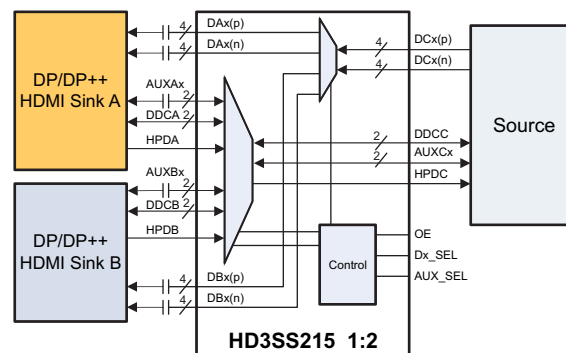 DAx(p)
4
DAx(n)
4
DP/DP++
HDMI Sink A
AUXAx
2
DDCA
2
HPDA
AUXBx
2
DDCB
2
HPDB
DP/DP++
HDMI Sink B
DBx(p)
4
DBx(n)
4
DCx(p)
4
DCx(n)
4
Source
DDCC
2
AUXCx
2
HPDC
Control
OE
Dx_SEL
AUX_SEL
HD3SS215 1:2